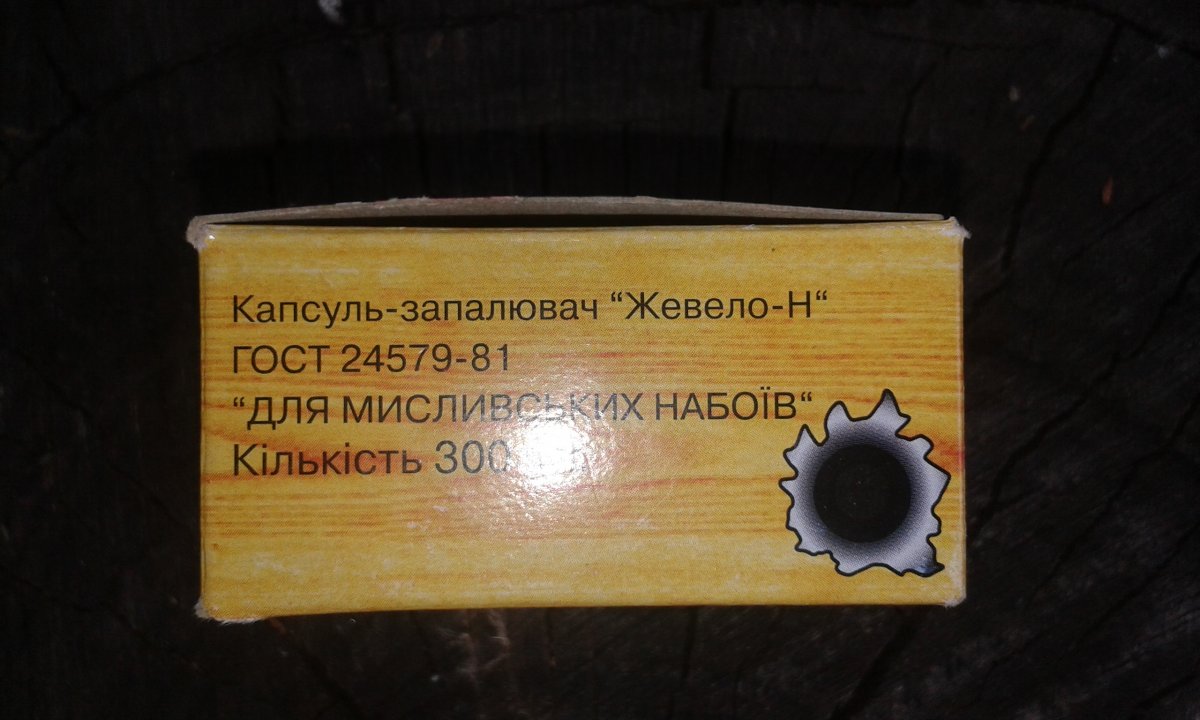 Капсуль-запалювач “Жевело-Н“
ГОСТ 24579-81
“ДЛЯ МИСЛИВСЬКИХ НАБОЇВ“
Кількість 300